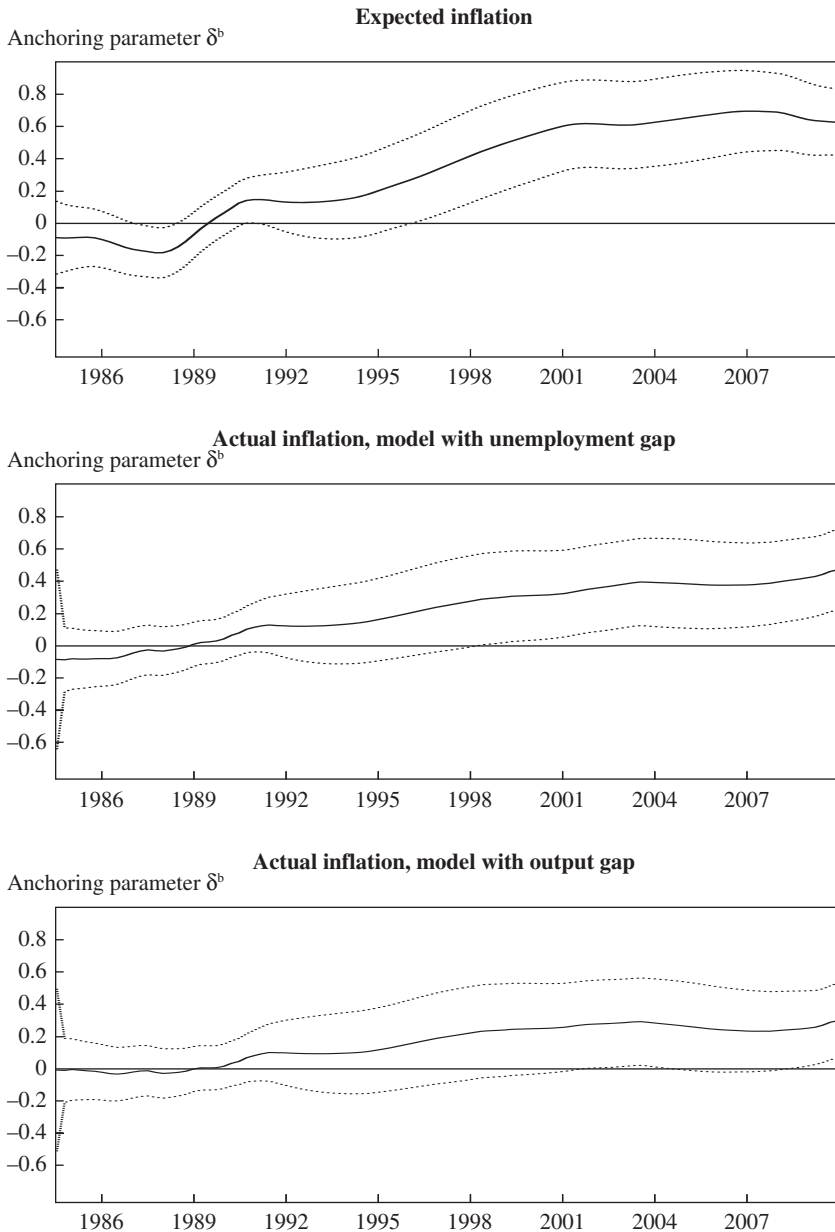 Expected inflation
Anchoring parameter δᵇ
0.8
0.6
0.4
0.2
0
–0.2
–0.4
–0.6
1986 1989 1992 1995 1998 2001 2004 2007
Actual inflation, model with unemployment gap
Anchoring parameter δᵇ
0.8
0.6
0.4
0.2
0
–0.2
–0.4
–0.6
1986 1989 1992 1995 1998 2001 2004 2007
Actual inflation, model with output gap
Anchoring parameter δᵇ
0.8
0.6
0.4
0.2
0
–0.2
–0.4
–0.6
1986 1989 1992 1995 1998 2001 2004 2007